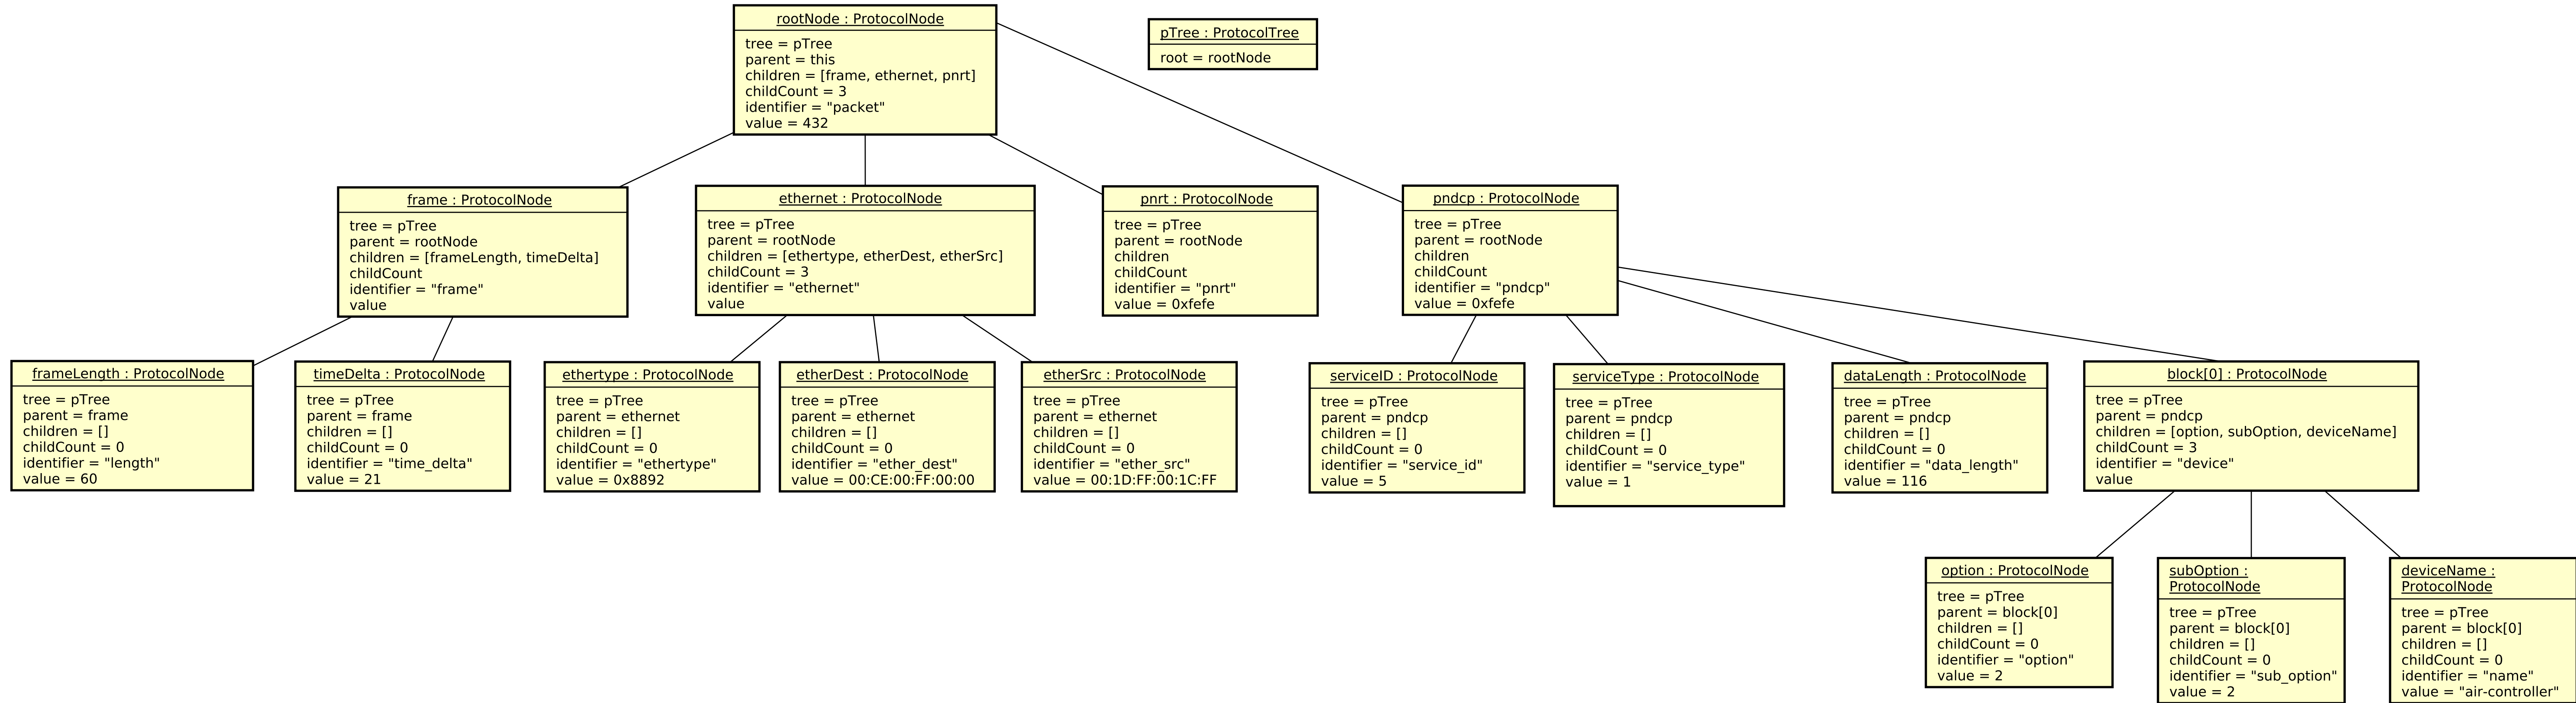 rootNode : ProtocolNode
tree = pTree
parent = this
children = [frame, ethernet, pnrt]
childCount = 3
identifier = "packet"
value = 432
pTree : ProtocolTree
root = rootNode
frame : ProtocolNode
tree = pTree
parent = rootNode
children = [frameLength, timeDelta]
childCount
identifier = "frame"
value
ethernet : ProtocolNode
tree = pTree
parent = rootNode
children = [ethertype, etherDest, etherSrc]
childCount = 3
identifier = "ethernet"
value
pnrt : ProtocolNode
tree = pTree
parent = rootNode
children
childCount
identifier = "pnrt"
value = 0xfefe
pndcp : ProtocolNode
tree = pTree
parent = rootNode
children
childCount
identifier = "pndcp"
value = 0xfefe
frameLength : ProtocolNode
tree = pTree
parent = frame
children = []
childCount = 0
identifier = "length"
value = 60
timeDelta : ProtocolNode
tree = pTree
parent = frame
children = []
childCount = 0
identifier = "time_delta"
value = 21
ethertype : ProtocolNode
tree = pTree
parent = ethernet
children = []
childCount = 0
identifier = "ethertype"
value = 0x8892
etherDest : ProtocolNode
tree = pTree
parent = ethernet
children = []
childCount = 0
identifier = "ether_dest"
value = 00:CE:00:FF:00:00
etherSrc : ProtocolNode
tree = pTree
parent = ethernet
children = []
childCount = 0
identifier = "ether_src"
value = 00:1D:FF:00:1C:FF
serviceID : ProtocolNode
tree = pTree
parent = pndcp
children = []
childCount = 0
identifier = "service_id"
value = 5
serviceType : ProtocolNode
tree = pTree
parent = pndcp
children = []
childCount = 0
identifier = "service_type"
value = 1
dataLength : ProtocolNode
tree = pTree
parent = pndcp
children = []
childCount = 0
identifier = "data_length"
value = 116
block[0] : ProtocolNode
tree = pTree
parent = pndcp
children = [option, subOption, deviceName]
childCount = 3
identifier = "device"
value
option : ProtocolNode
tree = pTree
parent = block[0]
children = []
childCount = 0
identifier = "option"
value = 2
subOption :
ProtocolNode
tree = pTree
parent = block[0]
children = []
childCount = 0
identifier = "sub_option"
value = 2
deviceName :
ProtocolNode
tree = pTree
parent = block[0]
children = []
childCount = 0
identifier = "name"
value = "air-controller"